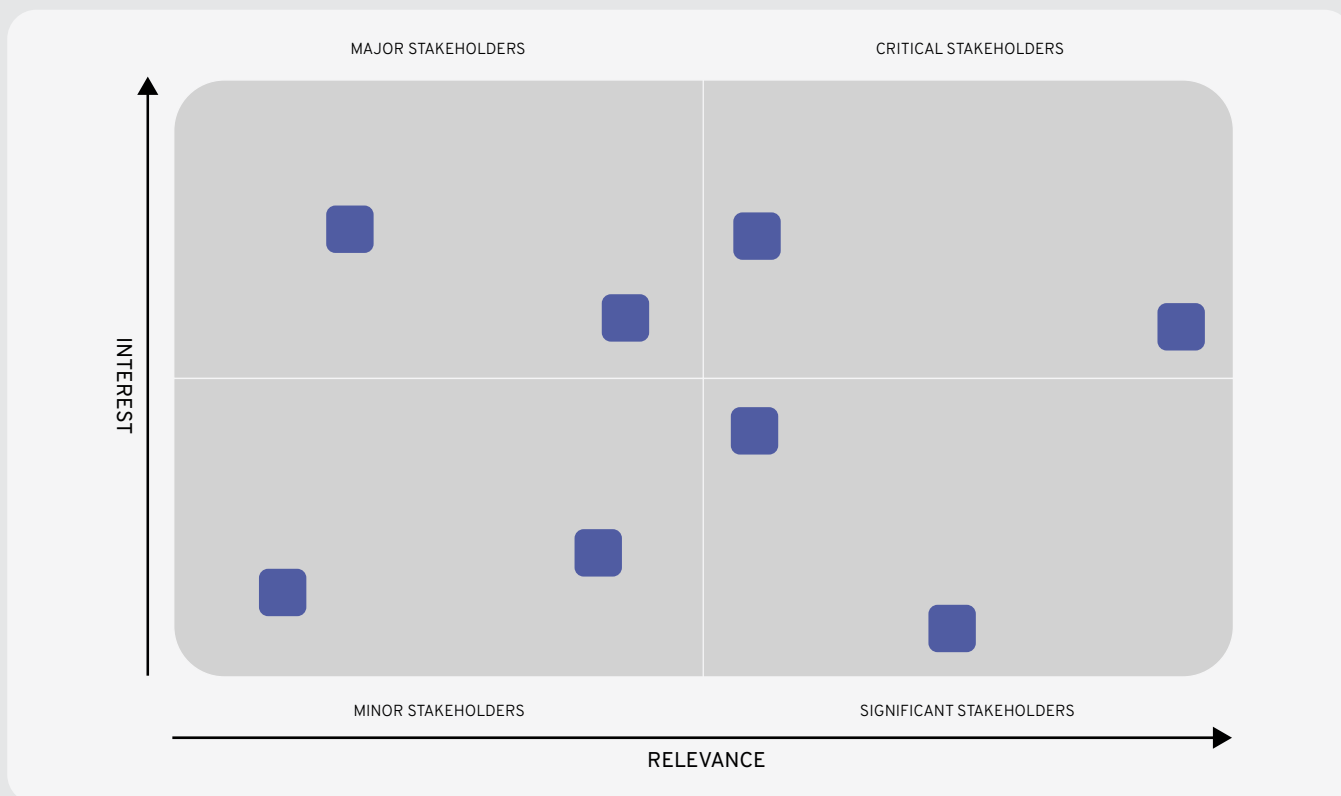 MAJOR STAKEHOLDERS
CRITICAL STAKEHOLDERS
INTEREST
MINOR STAKEHOLDERS
SIGNIFICANT STAKEHOLDERS
RELEVANCE